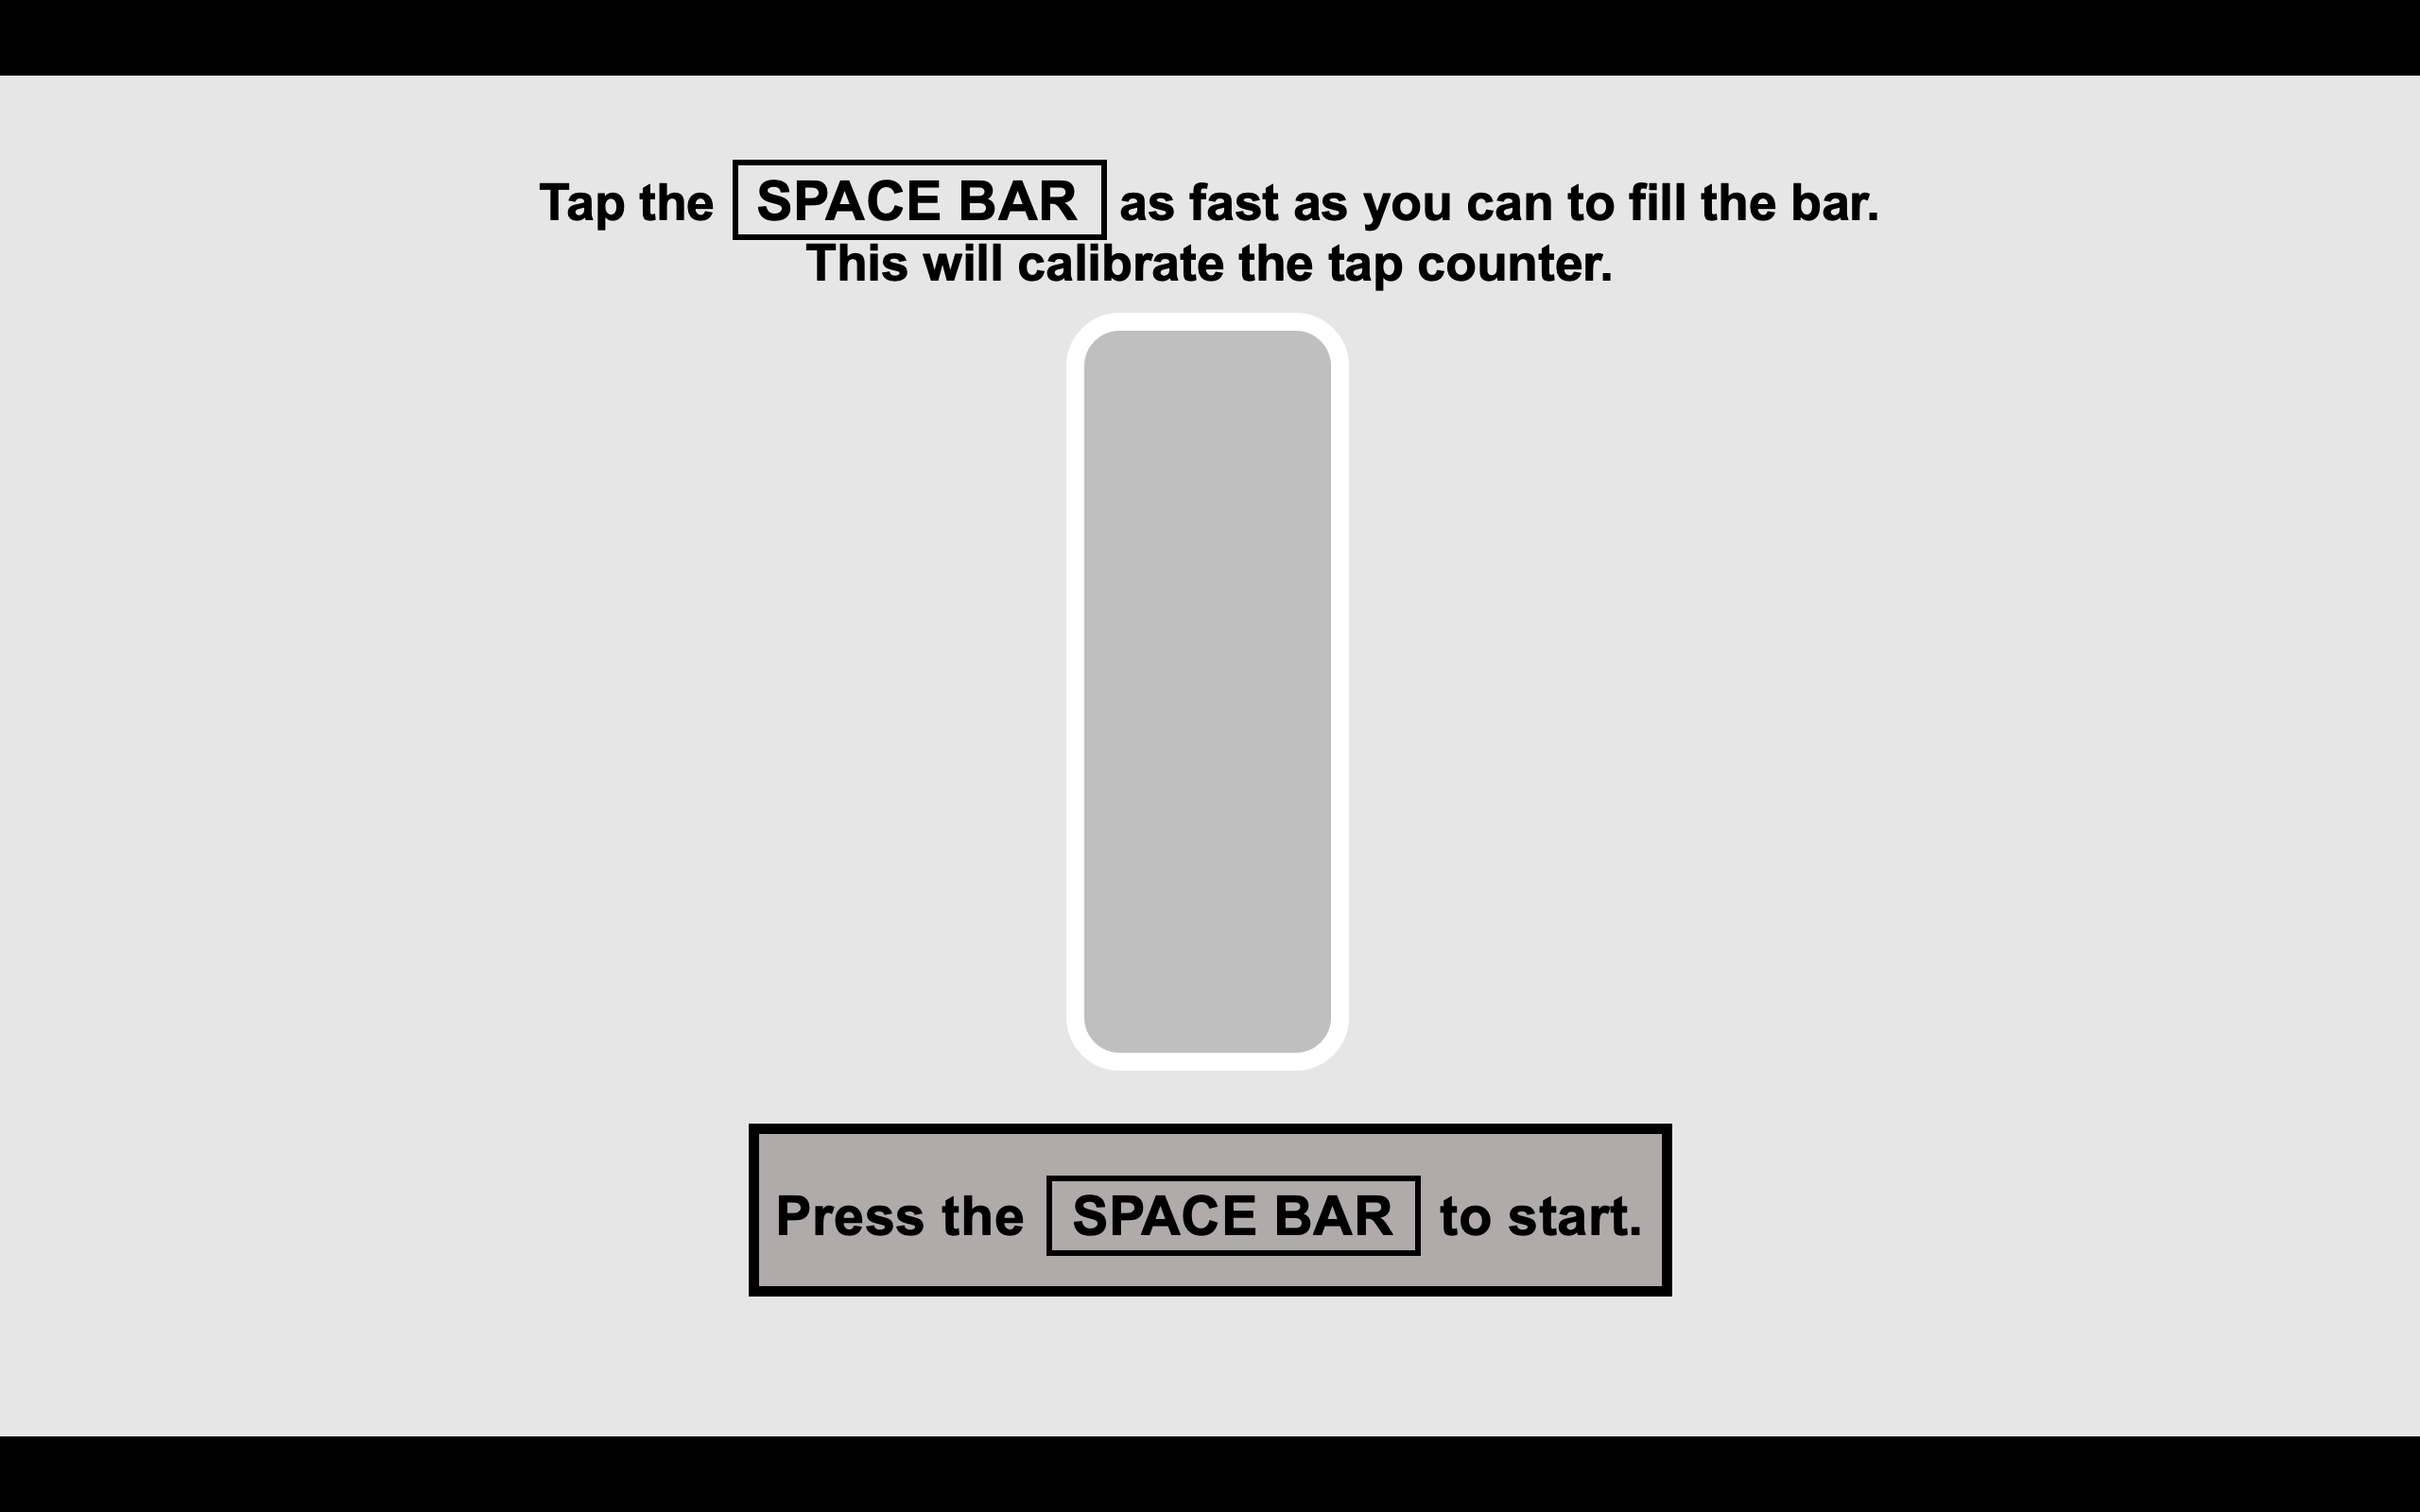 Tap the SPACE BAR as fast as you can to fill the bar.
This will calibrate the tap counter.
Press the SPACE BAR to start.